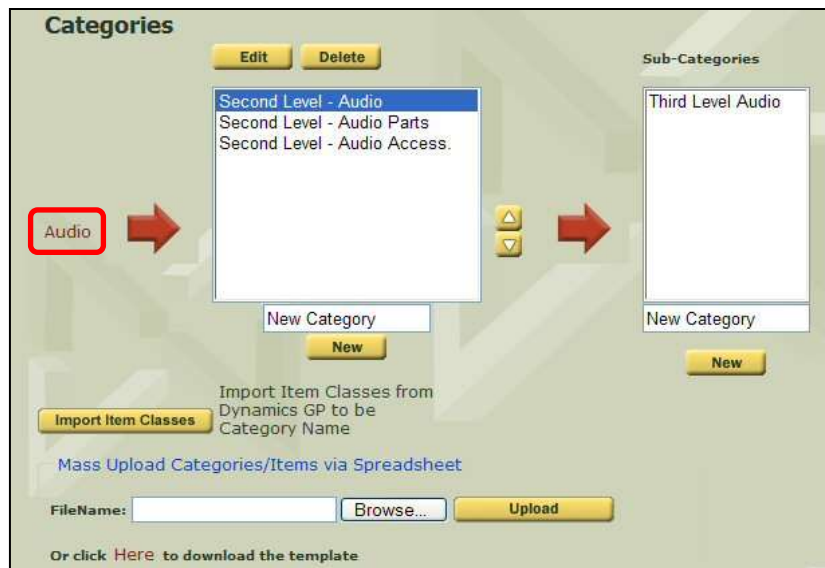 Categories
Edit
Delete
Sub-Categories
Second Level - Audio
Second Level - Audio Parts
Second Level - Audio Access.
Third Level Audio
Audio
New Category
New Category
New
New
Import Item Classes
Import Item Classes from
Dynamics GP to be
Category Name
Mass Upload Categories/Items via Spreadsheet
FileName:
Browse...
Upload
Or click Here to download the template